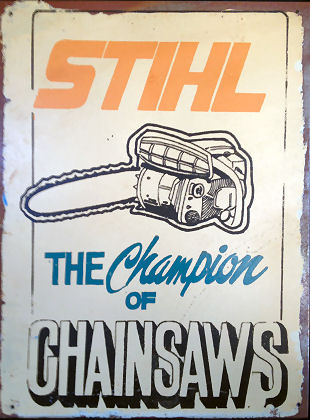 STIHL
THE Champion
OF
CHAINSAWS